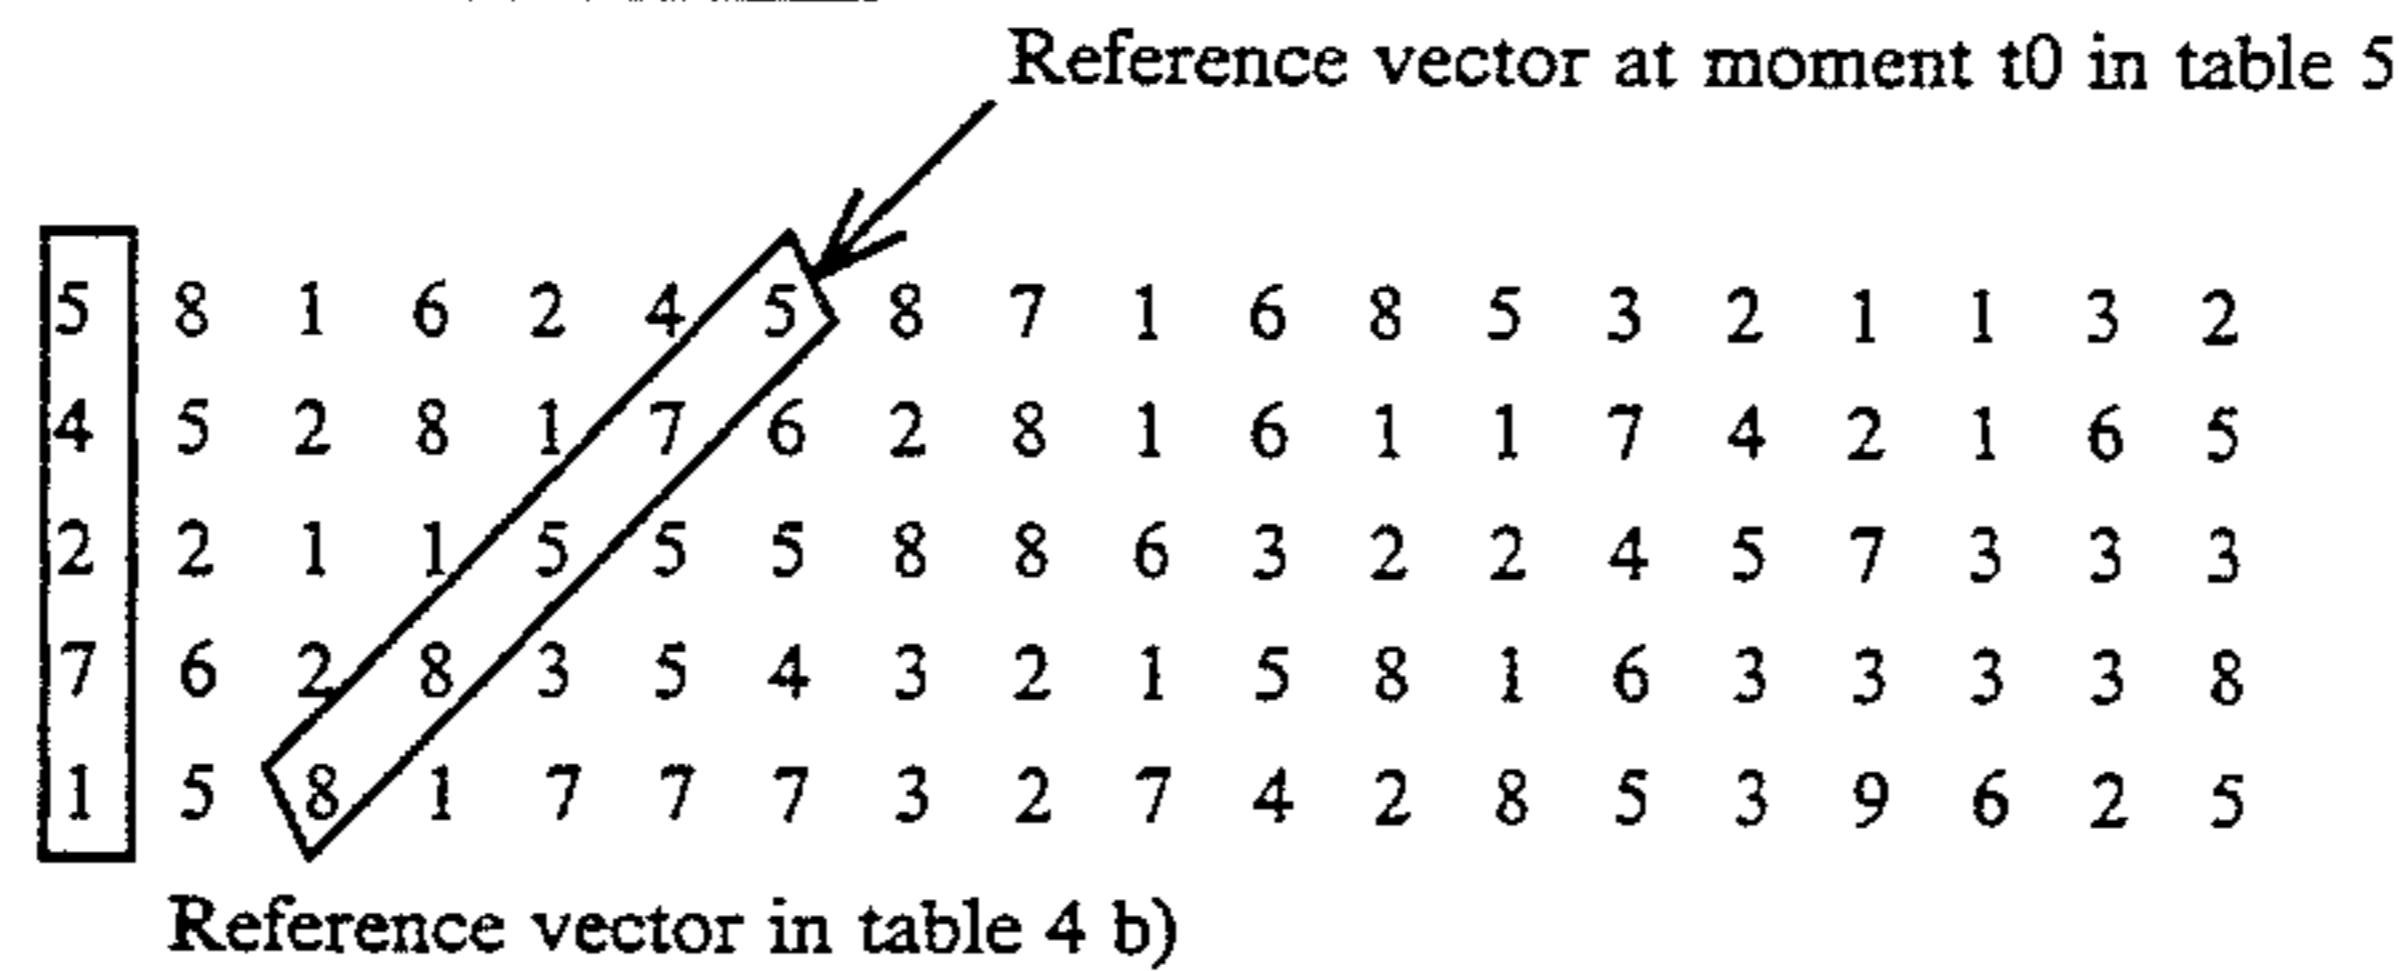 Reference vector at moment t0 in table 5
5 8 1 6 2 4 5 8 7 1 6 8 5 3 2 1 1 3 2
4 5 2 8 1 7 6 2 8 1 6 1 1 7 4 2 1 6 5
2 2 1 1 5 5 5 8 8 6 3 2 2 4 5 7 3 3 3
7 6 2 8 3 5 4 3 2 1 5 8 1 6 3 3 3 3 8
1 5 8 1 7 7 7 3 2 7 4 2 8 5 3 9 6 2 5
Reference vector in table 4 b)